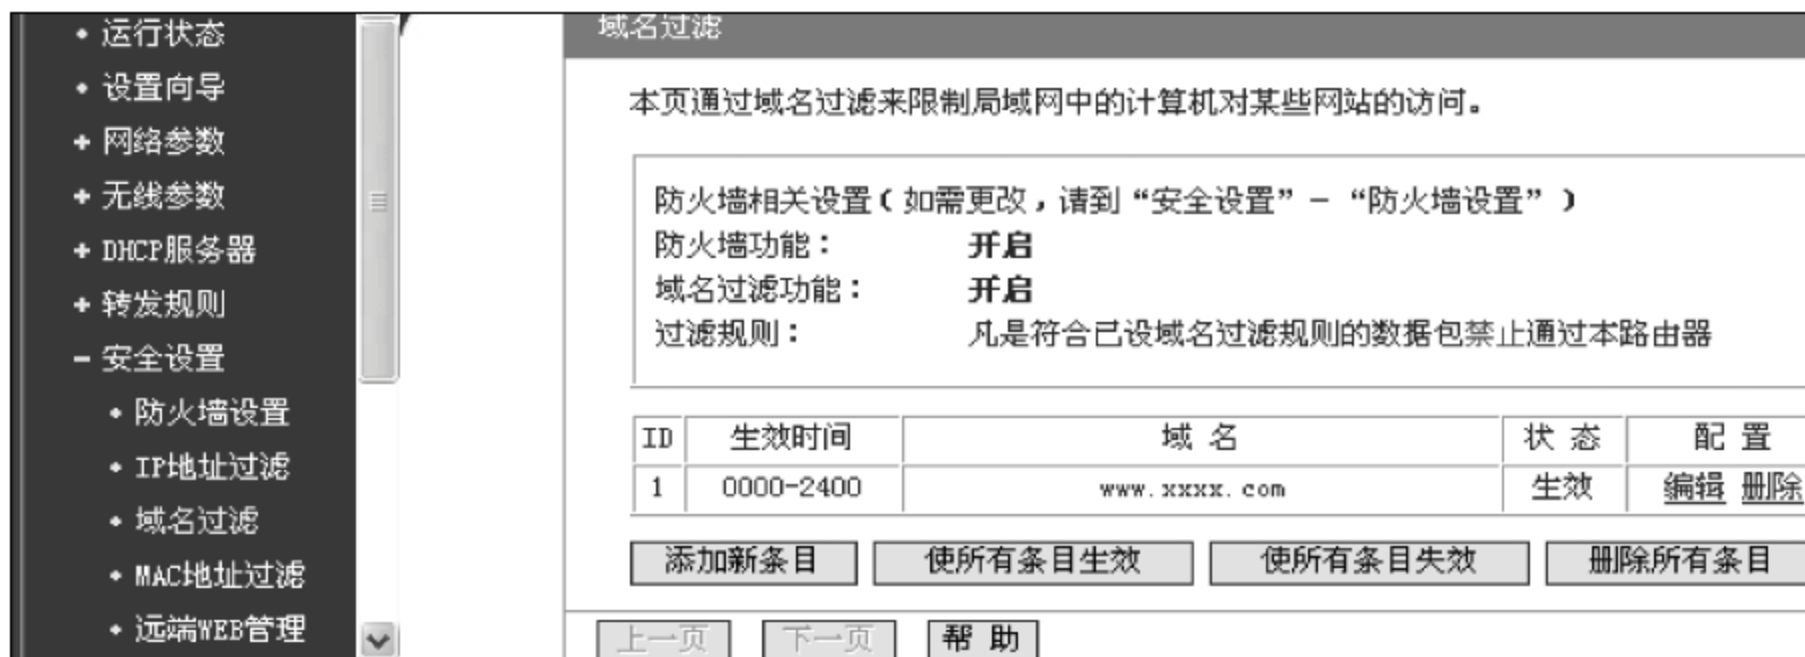 • 运行状态
• 设置向导
+ 网络参数
+ 无线参数
+ DHCP服务器
+ 转发规则
- 安全设置
• 防火墙设置
• IP地址过滤
• 域名过滤
• MAC地址过滤
• 远端WEB管理
域名过滤
本页通过域名过滤来限制局域网中的计算机对某些网站的访问。
防火墙相关设置(如需更改，请到“安全设置”－“防火墙设置”)
防火墙功能： 开启
域名过滤功能： 开启
过滤规则： 凡是符合已设域名过滤规则的数据包禁止通过本路由器
ID 生效时间 域 名 状 态 配 置
1 0000-2400 www.xxxx.com 生效 编辑 删除
添加新条目 使所有条目生效 使所有条目失效 删除所有条目
上一页 下一页 帮 助